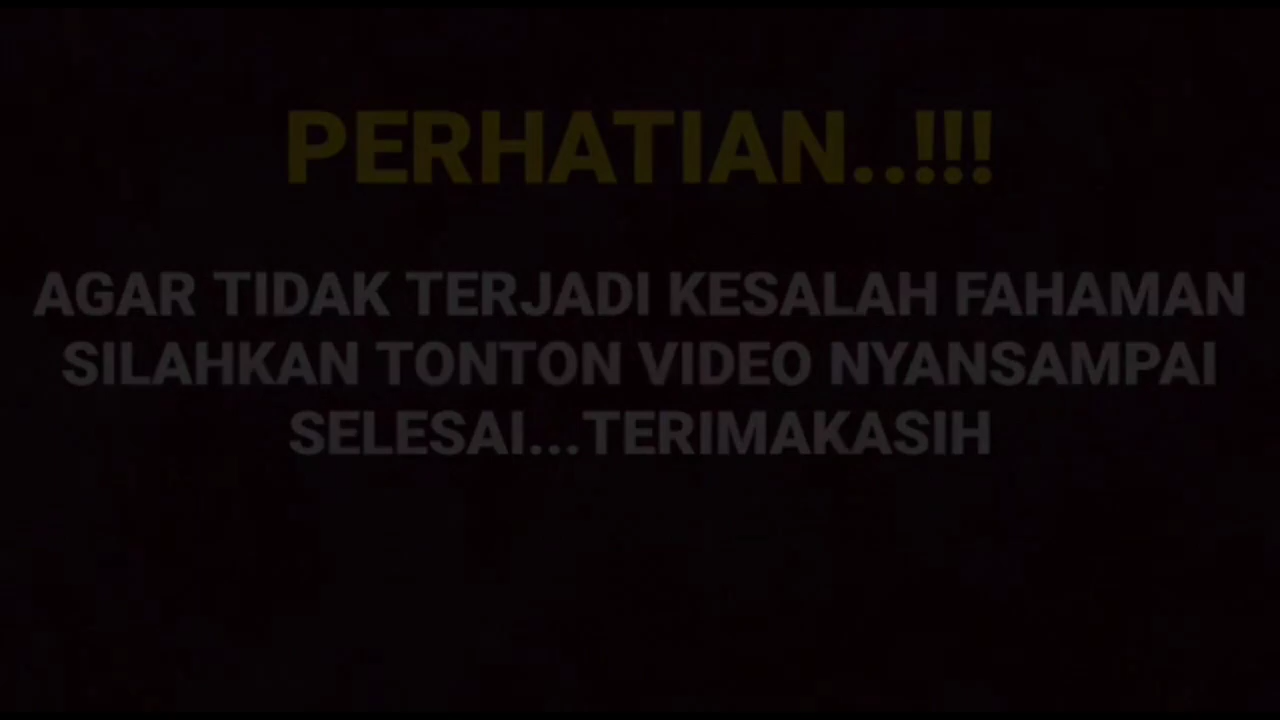 PERHATIAN..!!!
AGAR TIDAK TERJADI KESALAH FAHAMAN
SILAHKAN TONTON VIDEO NYANSAMPAI
SELESAI...TERIMAKASIH